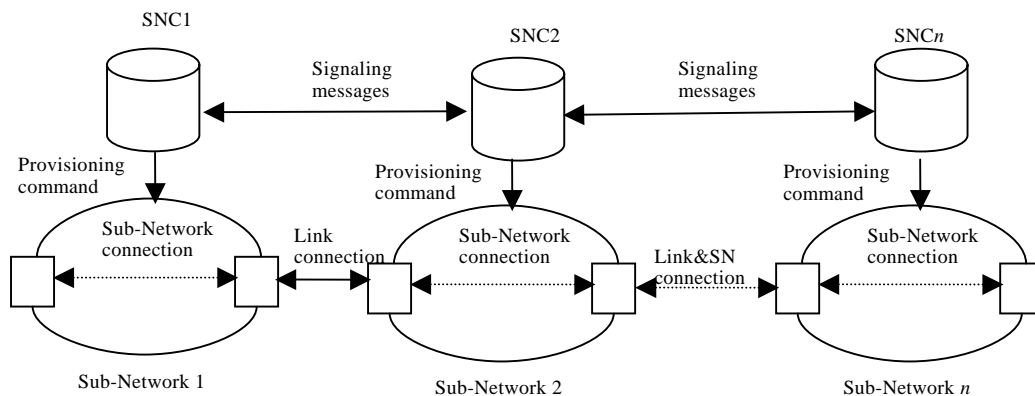 SNC1
SNC2
SNCn
Signaling
messages
Signaling
messages
Provisioning
command
Provisioning
command
Provisioning
command
Sub-Network
connection
Link
connection
Sub-Network
connection
Link&SN
connection
Sub-Network
connection
Sub-Network 1
Sub-Network 2
Sub-Network n